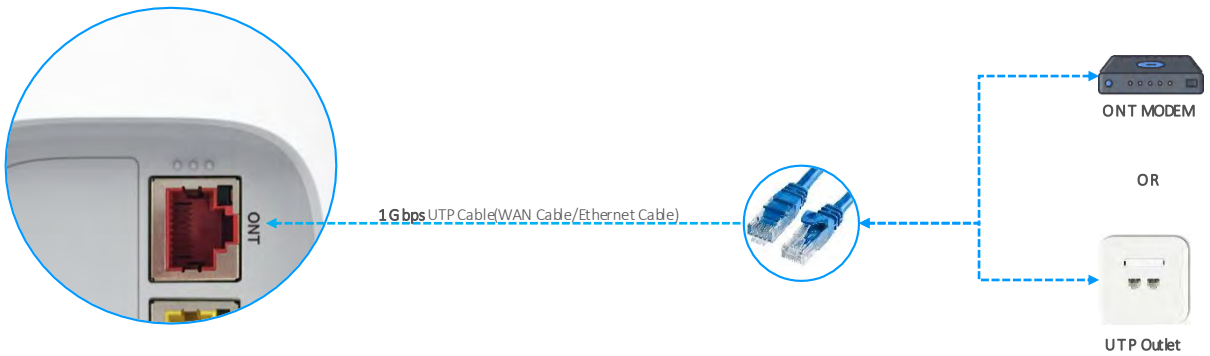 ONT
1 Gbps UTP Cable(WAN Cable/Ethernet Cable)
ONT MODEM
OR
UTP Outlet